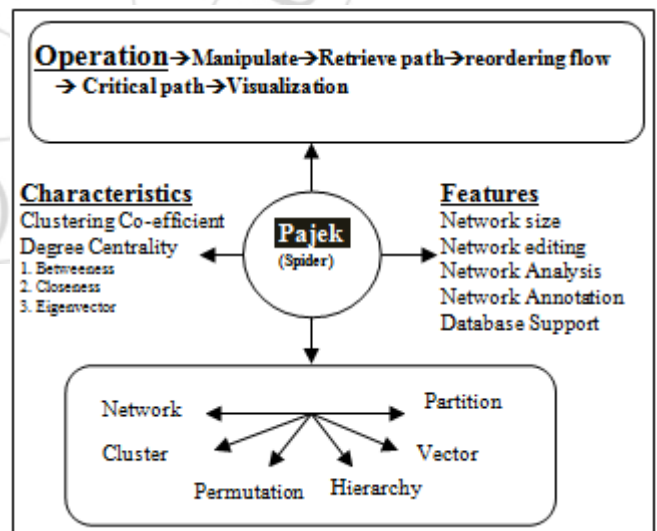 Operation→Manipulate→Retrieve path→reordering flow
→ Critical path→Visualization
Characteristics
Clustering Co-efficient
Degree Centrality
1. Betweeness
2. Closeness
3. Eigenvector
Pajek
(Spider)
Features
Network size
Network editing
Network Analysis
Network Annotation
Database Support
Network
Partition
Cluster
Vector
Permutation
Hierarchy